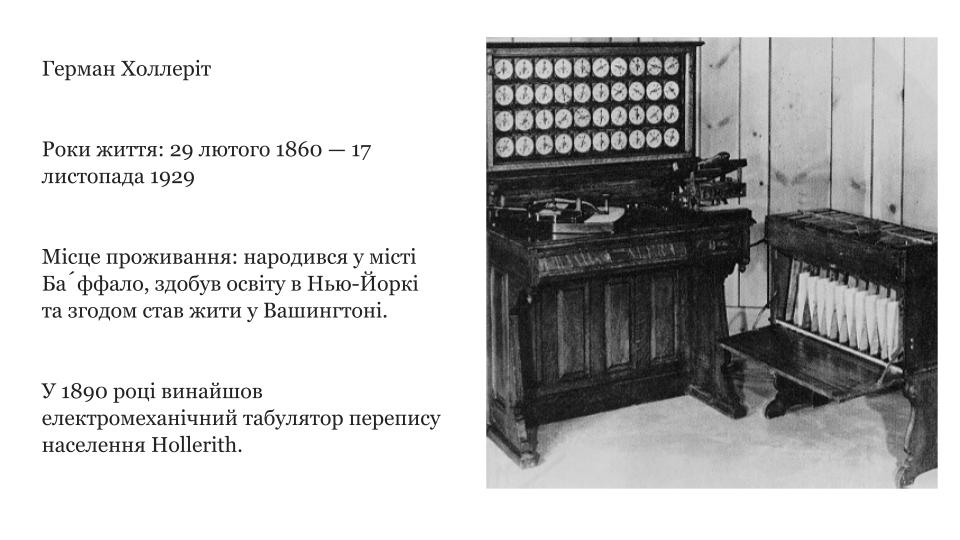 Герман Холлеріт
Роки життя: 29 лютого 1860 — 17
листопада 1929
Місце проживання: народився у місті
Ба´ффало, здобув освіту в Нью-Йоркі
та згодом став жити у Вашингтоні.
У 1890 році винайшов
електромеханічний табулятор перепису
населення Hollerith.